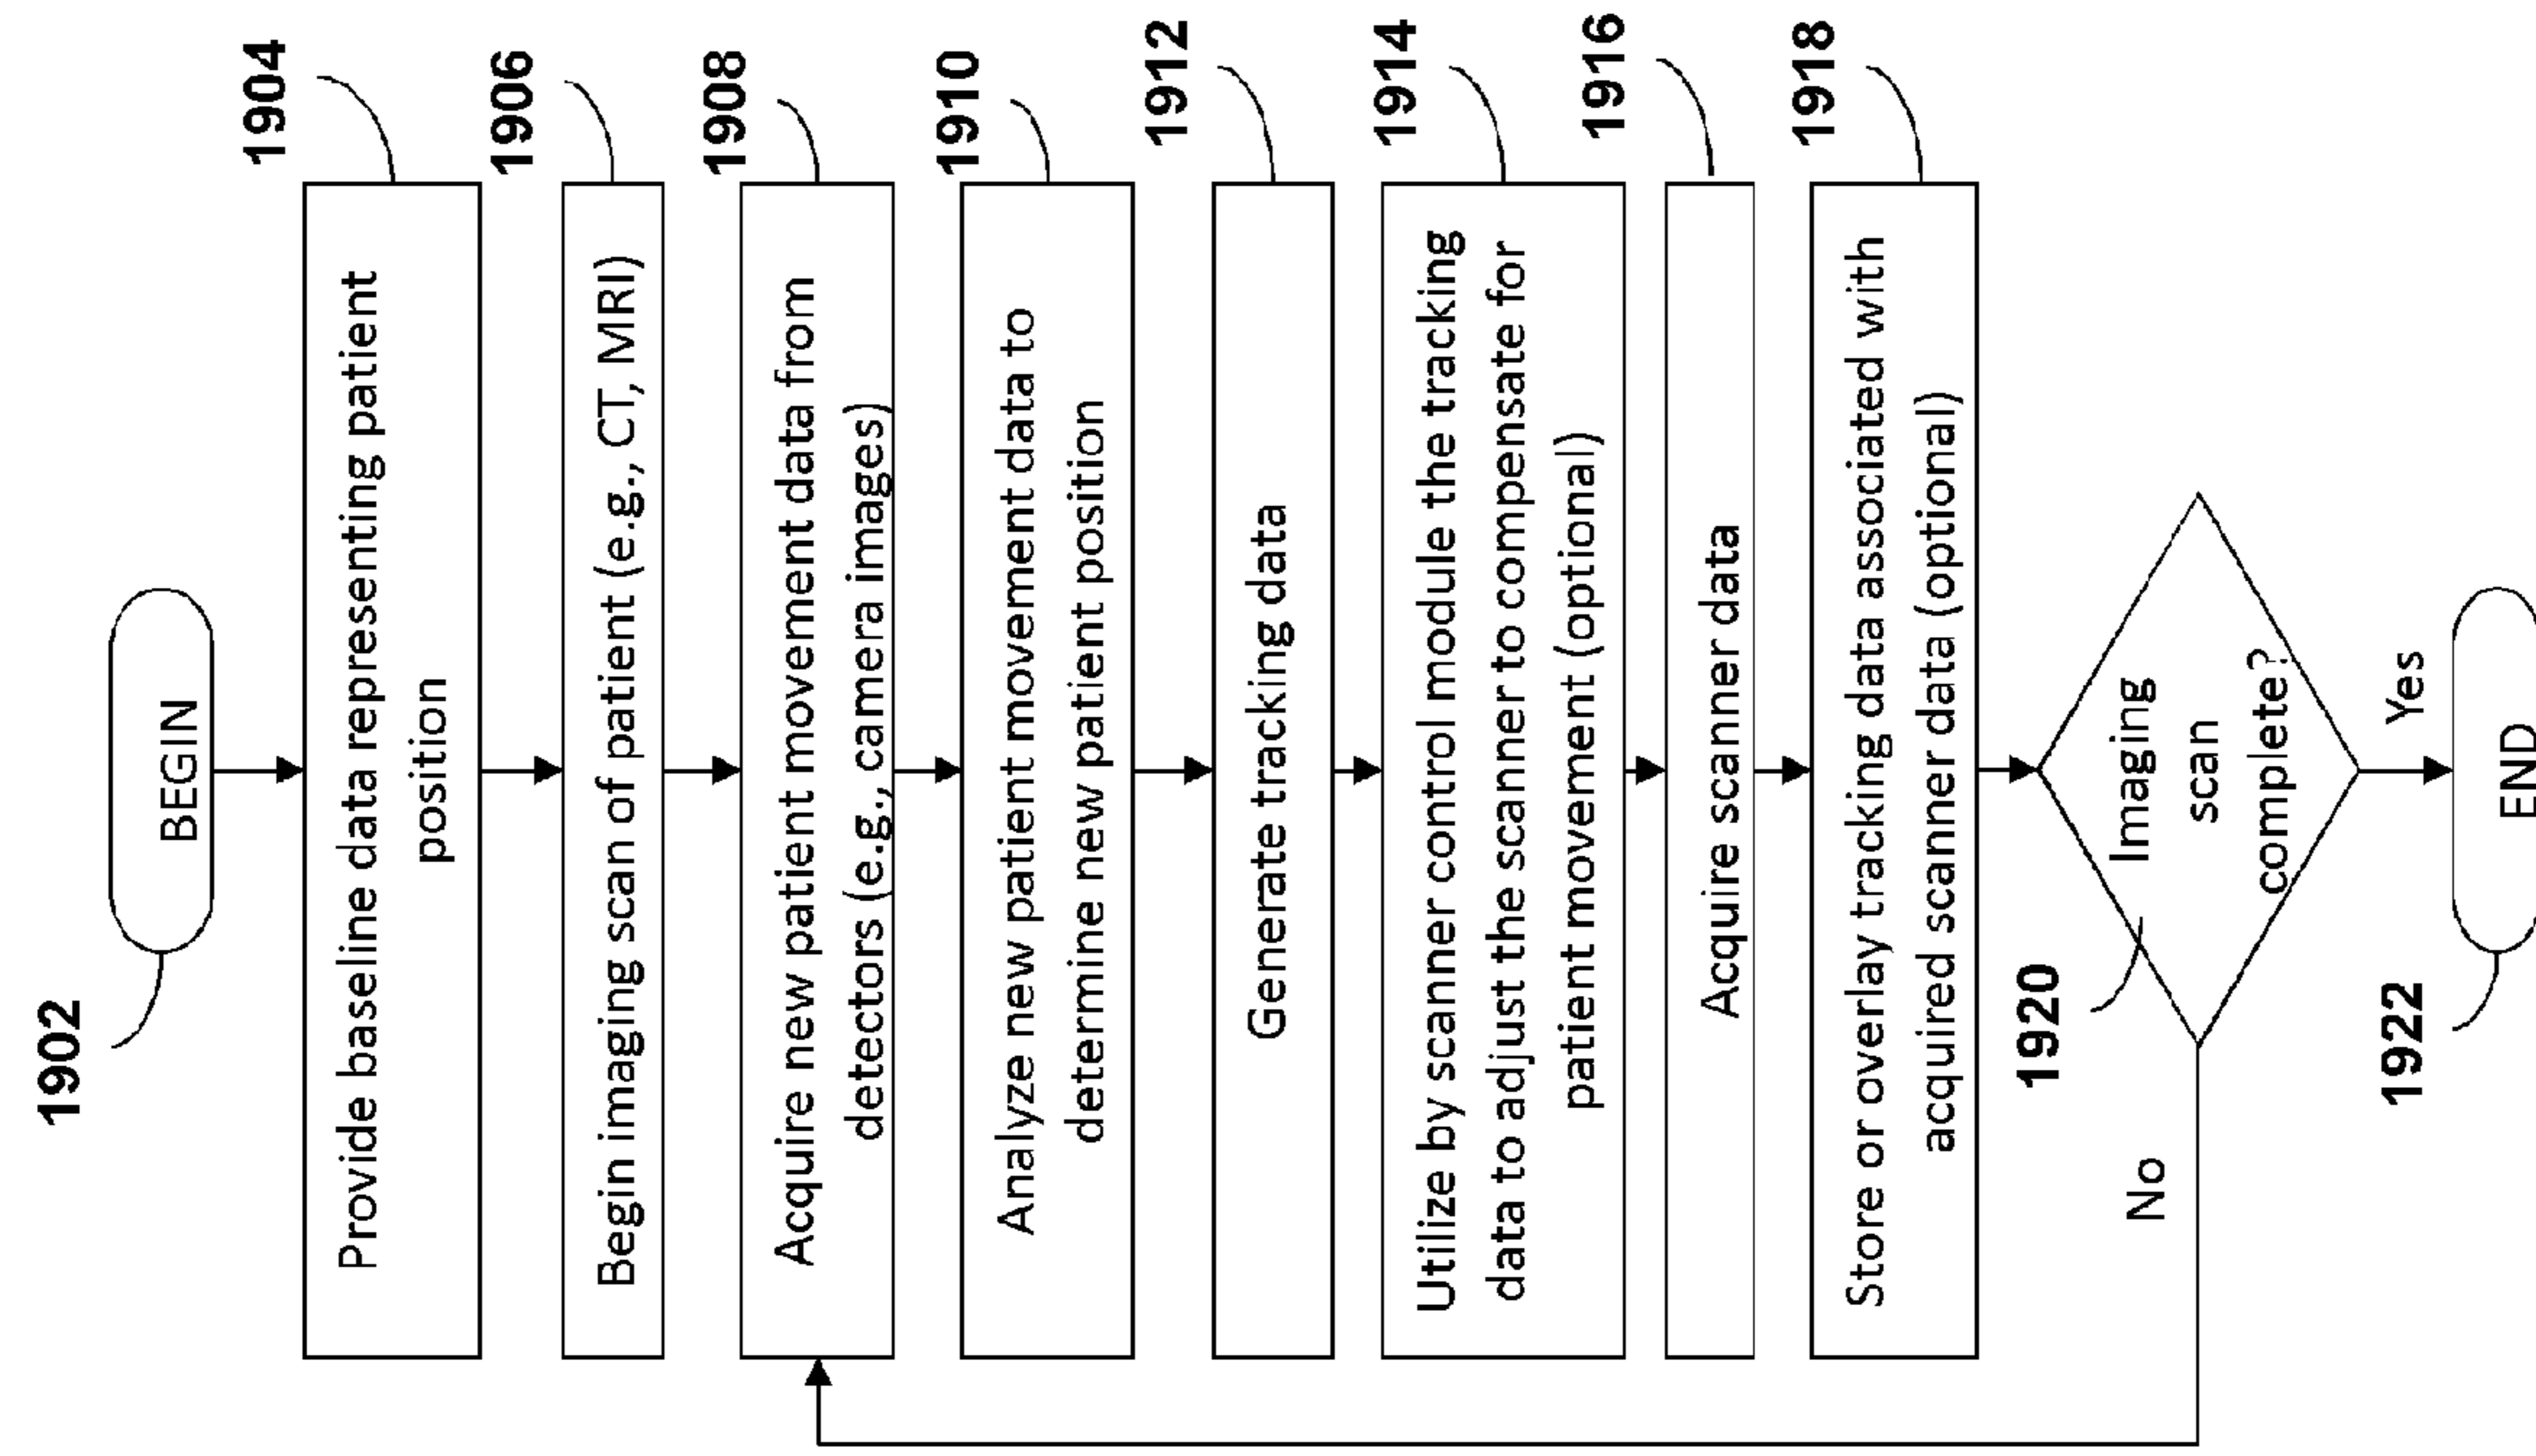 1902
BEGIN
1904
Provide baseline data representing patient
position
1906
Begin imaging scan of patient (e.g., CT, MRI)
1908
Acquire new patient movement data from
detectors (e.g., camera images)
1910
Analyze new patient movement data to
determine new patient position
1912
Generate tracking data
1914
Utilize by scanner control module the tracking
data to adjust the scanner to compensate for
patient movement (optional)
1916
Acquire scanner data
1918
Store or overlay tracking data associated with
acquired scanner data (optional)
1920
Imaging
scan
complete?
No
Yes
1922
END